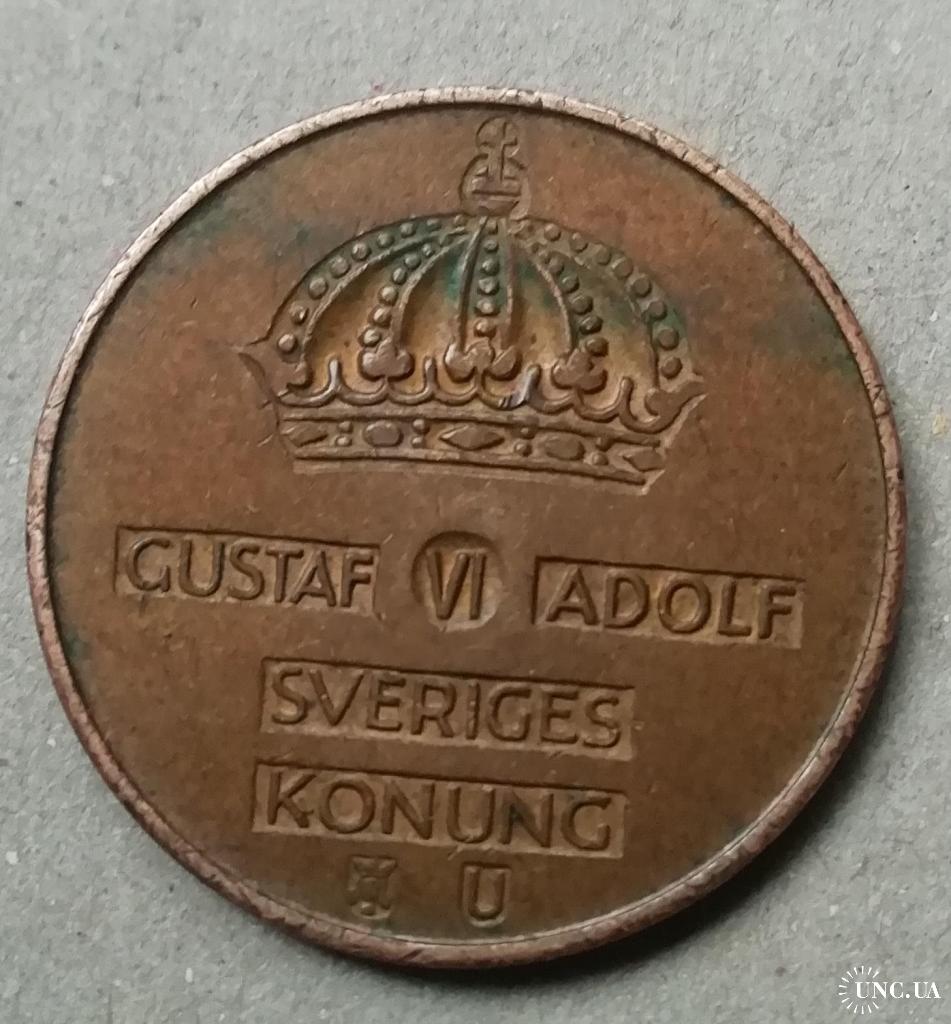 GUSTAF VI ADOLF
SVERIGES
KONUNG
U
UNC.UA